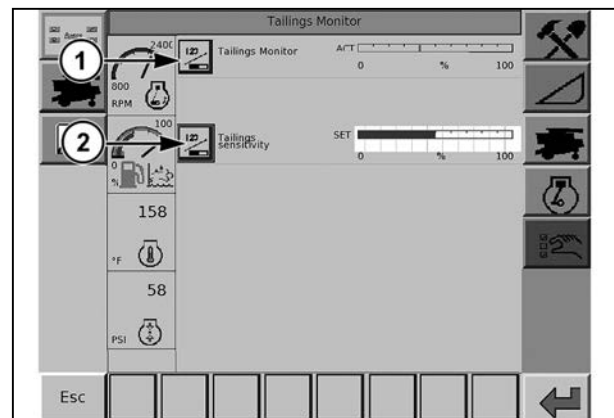 Tailings Monitor
1
2400
800
RPM
Tailings Monitor
ACT
0 % 100
2
100
0
%
Tailings
sensitivity
SET
0 % 100
158
°F
58
PSI
Esc